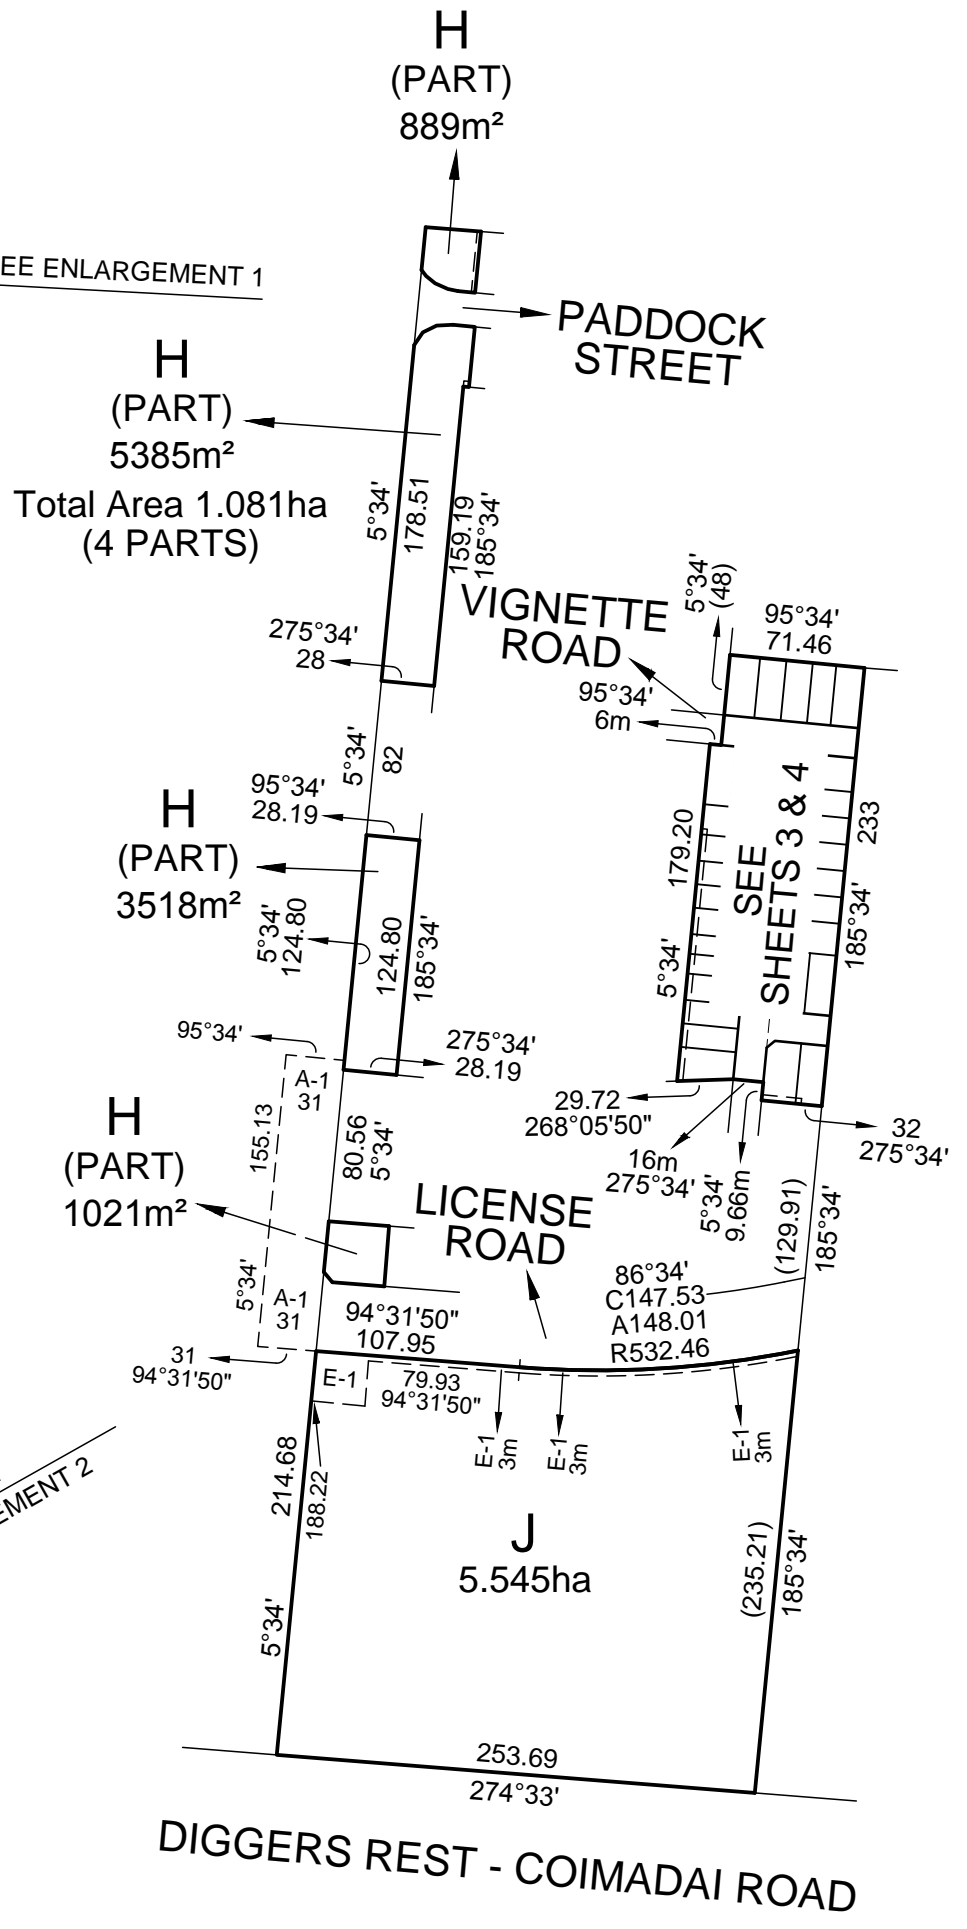 H
(PART)
889m²
EE ENLARGEMENT 1
PADDOCK
STREET
H
(PART)
5385m²
Total Area 1.081ha
(4 PARTS)
5°34'
178.51
159.19
185°34'
VIGNETTE
ROAD
5°34'
(48)
95°34'
71.46
275°34'
28
95°34'
6m
5°34'
82
95°34'
28.19
H
(PART)
3518m²
5°34'
124.80
124.80
185°34'
179.20
5°34'
SEE
SHEETS 3 & 4
233
185°34'
95°34'
275°34'
28.19
A-1
31
29.72
268°05'50"
32
275°34'
155.13
5°34'
80.56
5°34'
16m
275°34'
5°34'
9.66m
(129.91)
185°34'
H
(PART)
1021m²
LICENSE
ROAD
A-1
31
94°31'50"
107.95
86°34'
C147.53
A148.01
R532.46
31
94°31'50"
E-1
79.93
94°31'50"
E-1
3m
E-1
3m
E-1
3m
EMENT 2
214.68
5°34'
188.22
J
5.545ha
(235.21)
185°34'
253.69
274°33'
DIGGERS REST - COIMADAI ROAD